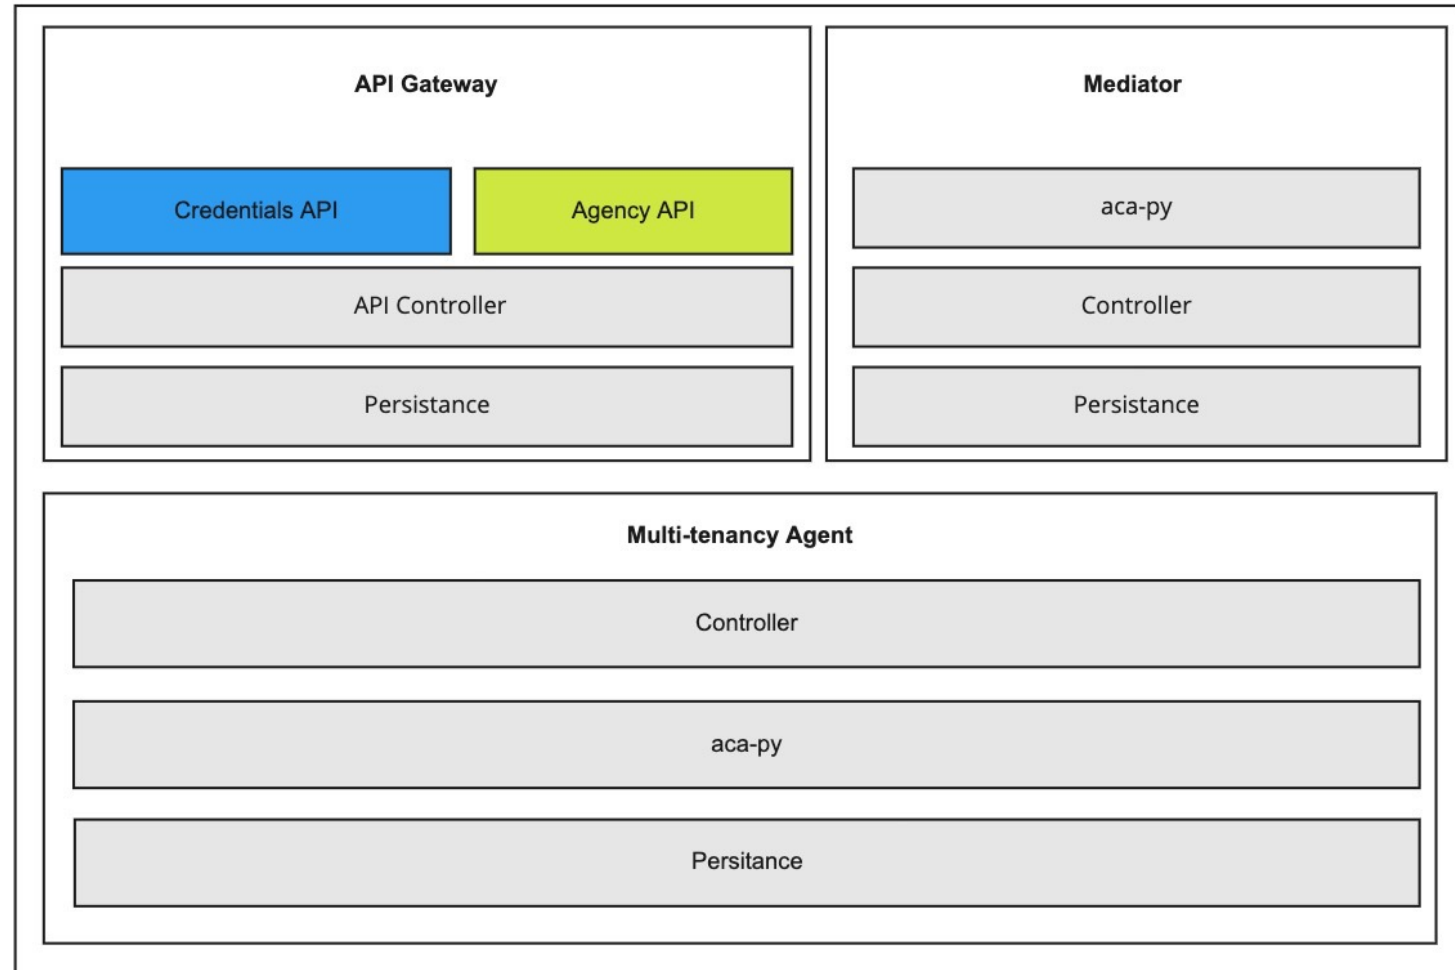 API Gateway
Credentials API
Agency API
API Controller
Persistance
Mediator
aca-py
Controller
Persistance
Multi-tenancy Agent
Controller
aca-py
Persitance